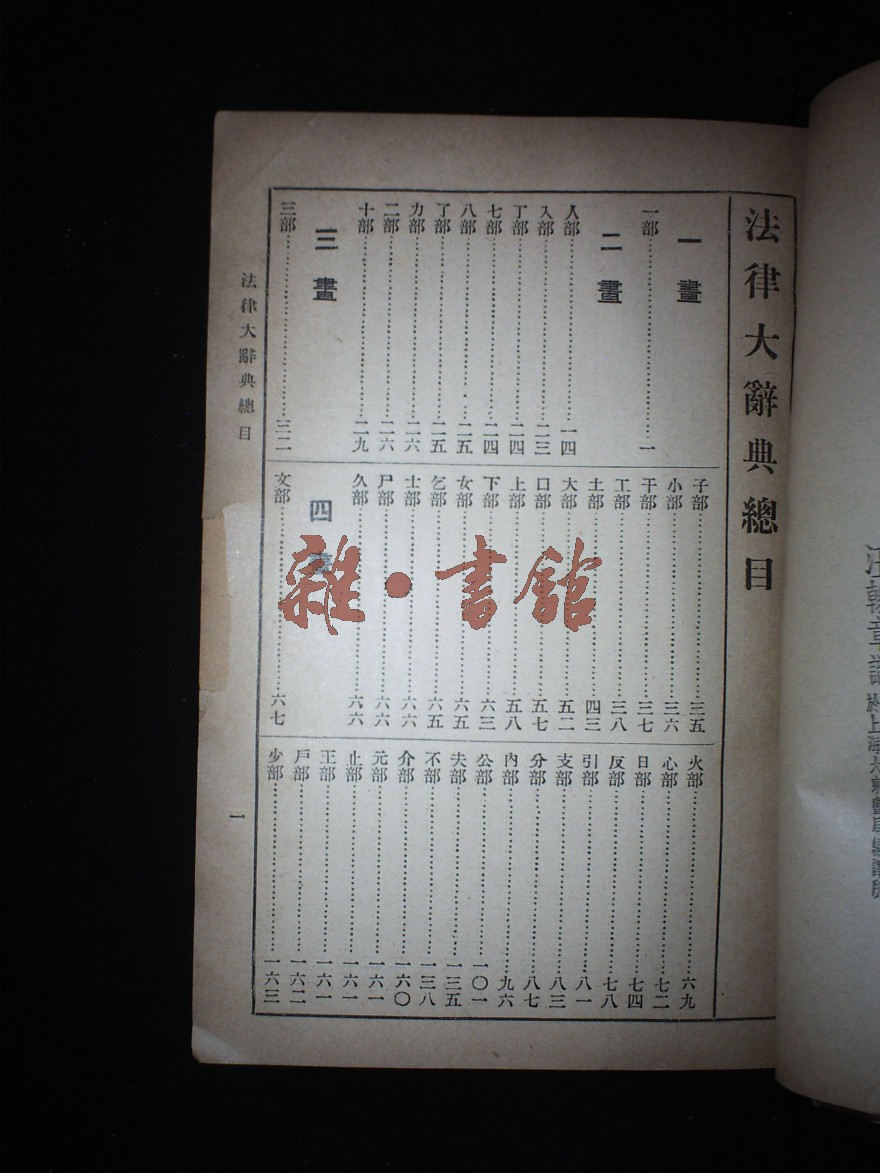 法律大辭典總目
一畫
一部…一
二畫
人部…一四
入部…二三
丁部…二四
七部…二四
八部…二五
了部…二五
力部…二六
二部…二六
十部…二九
三畫
三部…三二
子部…三五
小部…三六
干部…三七
工部…三八
土部…四三
大部…五二
口部…五七
上部…五八
下部…六三
女部…六五
乞部…六五
士部…六六
尸部…六六
久部…六六
四畫
文部…六七
火部…六九
心部…七二
日部…七四
反部…七八
引部…八一
支部…八三
分部…八七
內部…九六
公部…一〇一
夫部…一三五
不部…一三八
介部…一六〇
元部…一六一
止部…一六一
王部…一六一
戶部…一六二
少部…一六三
法律大辭典總目
一
雜·書館